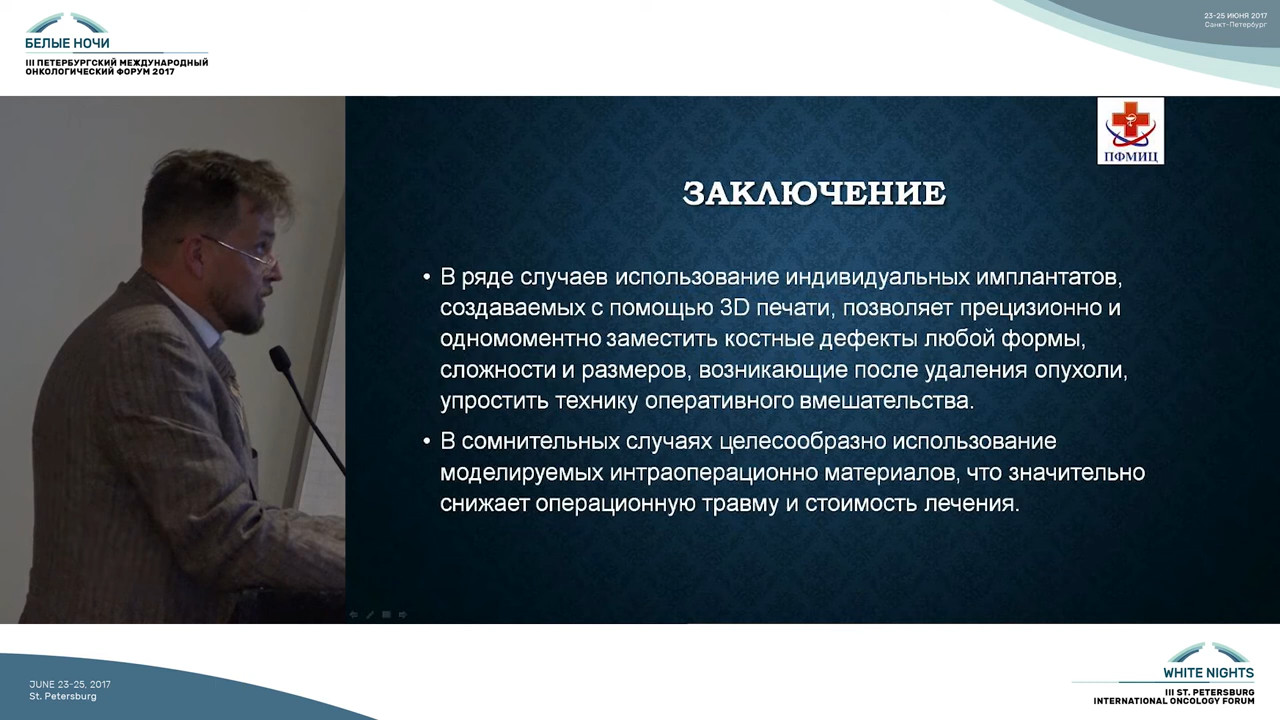 БЕЛЫЕ НОЧИ
III ПЕТЕРБУРГСКИЙ МЕЖДУНАРОДНЫЙ
ОНКОЛОГИЧЕСКИЙ ФОРУМ 2017
23-25 ИЮНЯ 2017
Санкт-Петербург
ПФМИЦ
ЗАКЛЮЧЕНИЕ
• В ряде случаев использование индивидуальных имплантатов,
создаваемых с помощью 3D печати, позволяет прецизионно и
одномоментно заместить костные дефекты любой формы,
сложности и размеров, возникающие после удаления опухоли,
упростить технику оперативного вмешательства.
• В сомнительных случаях целесообразно использование
моделируемых интраоперационно материалов, что значительно
снижает операционную травму и стоимость лечения.
JUNE 23-25, 2017
St. Petersburg
WHITE NIGHTS
III ST. PETERSBURG
INTERNATIONAL ONCOLOGY FORUM